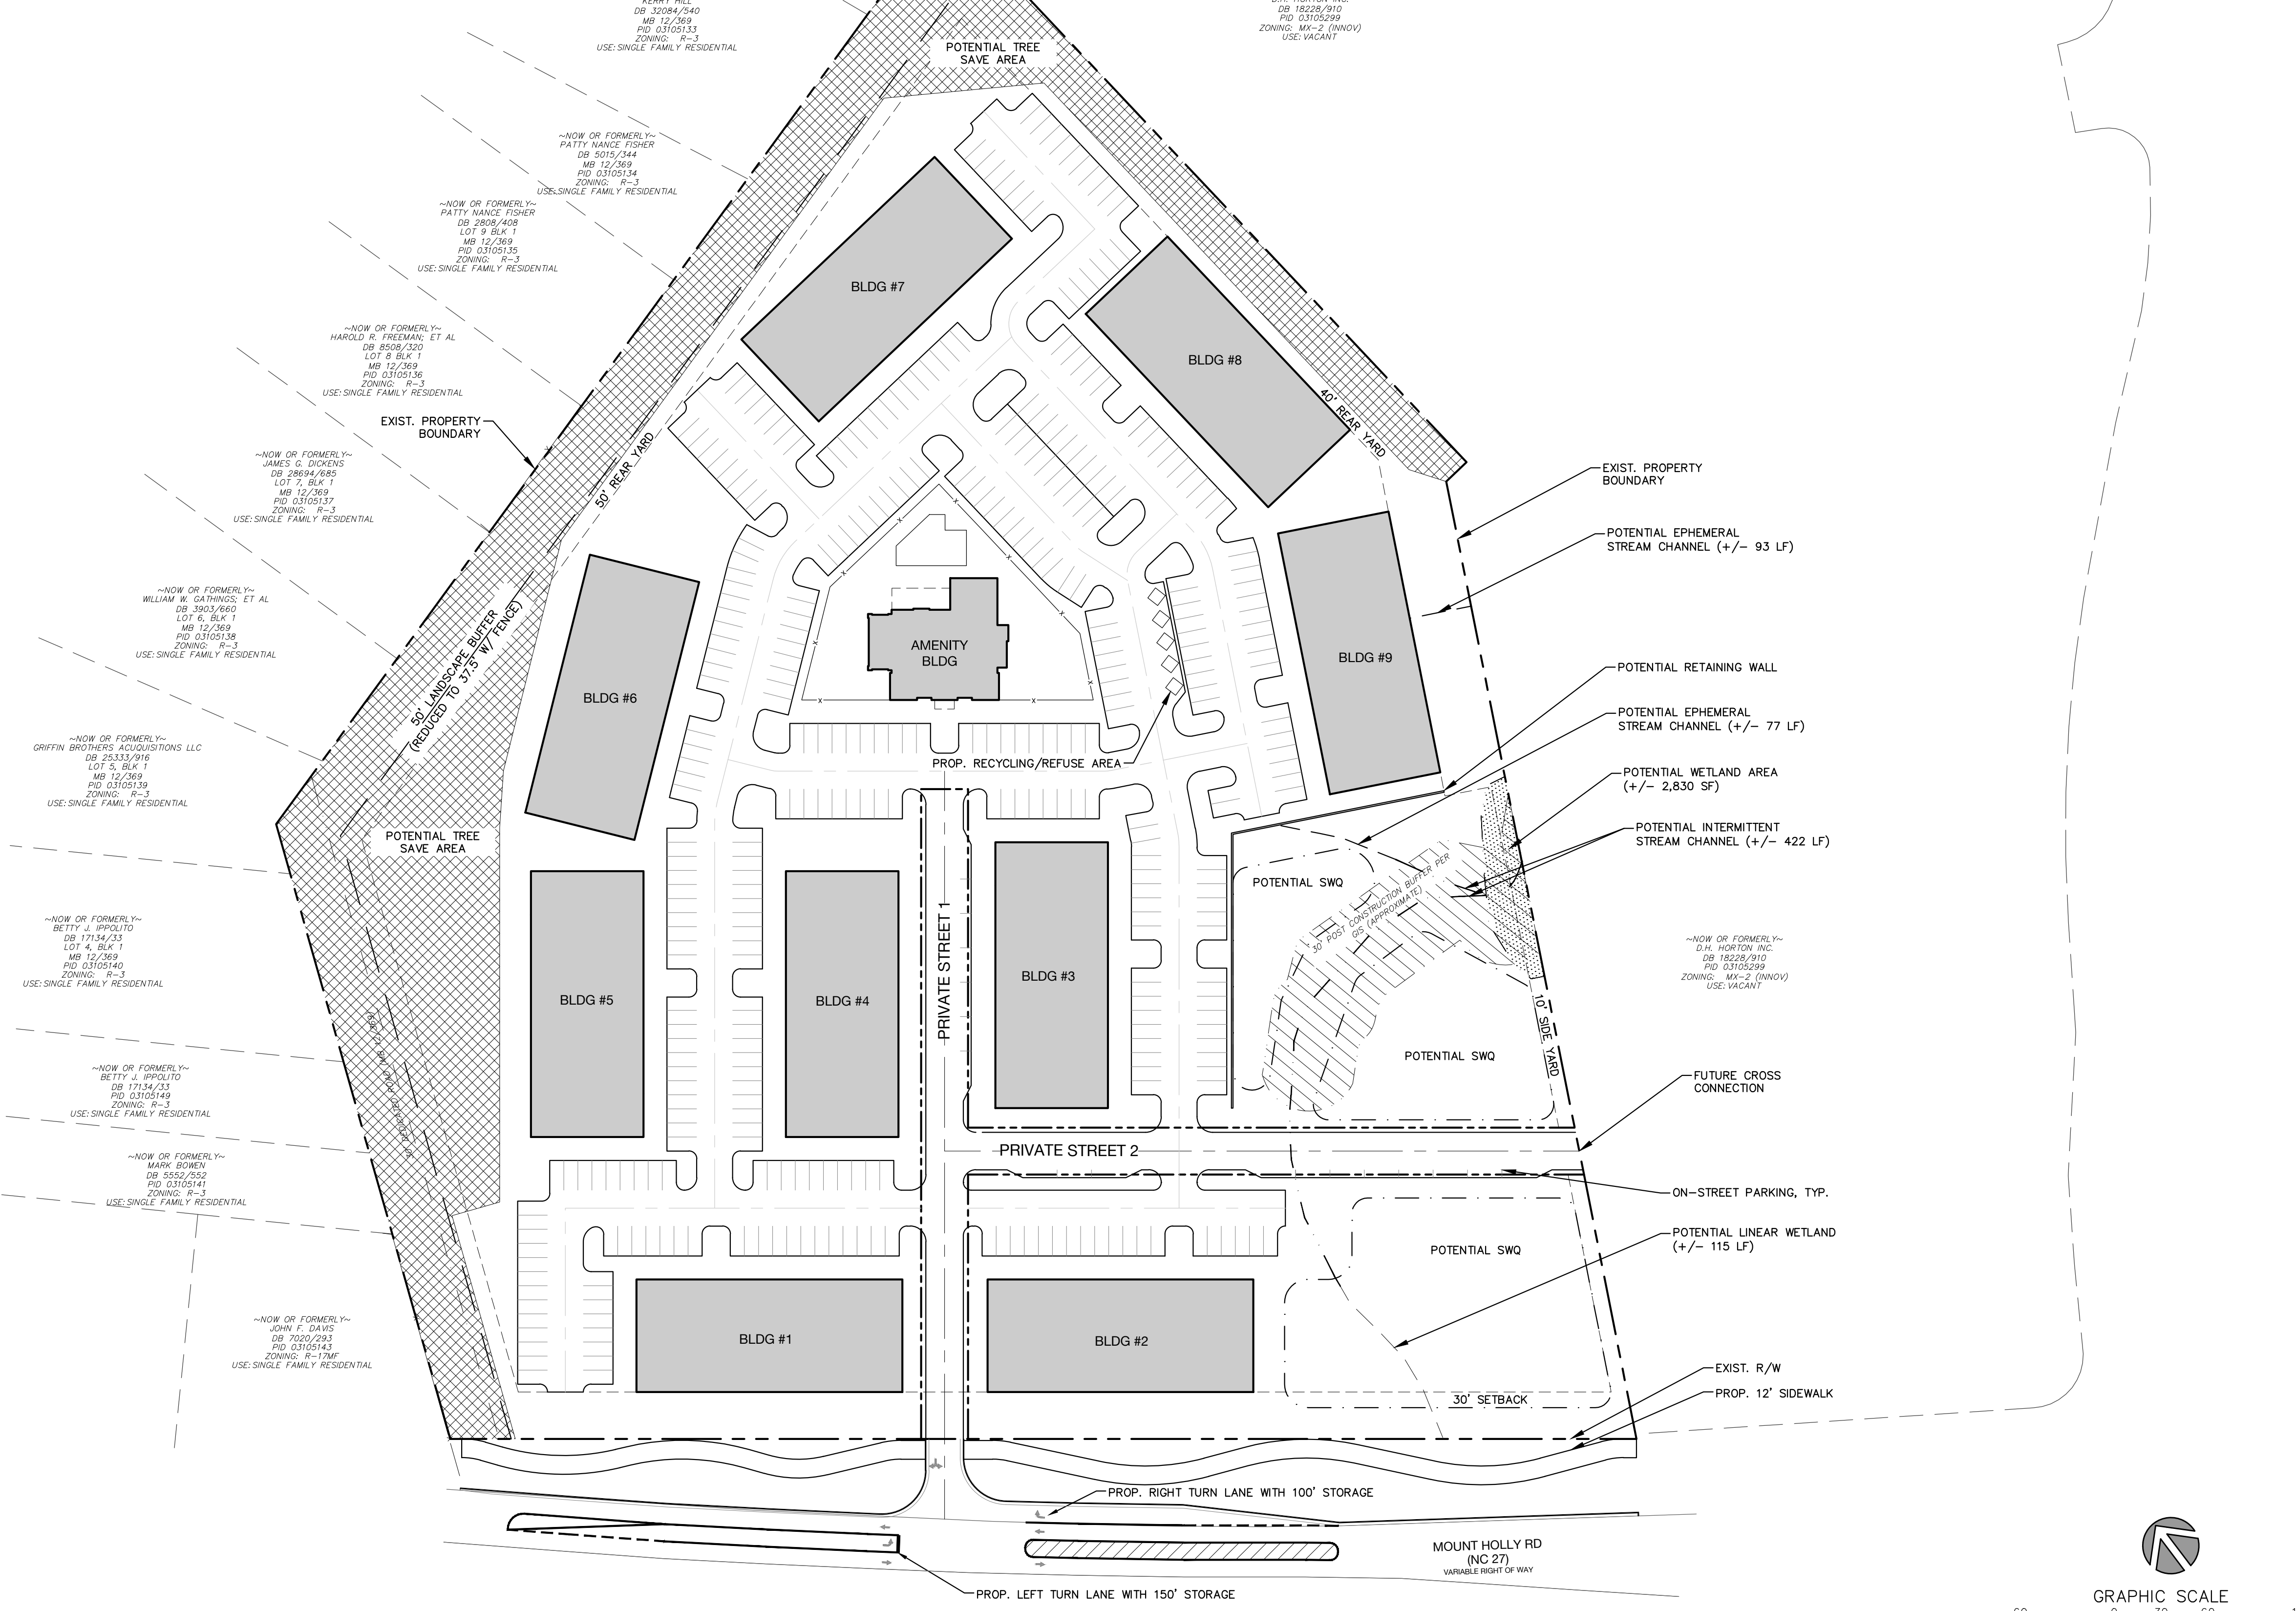 KERRY HILL
DB 32084/540
MB 12/369
PID 03105133
ZONING: R-3
USE: SINGLE FAMILY RESIDENTIAL
D.H. HORTON INC.
DB 18228/910
PID 03105299
ZONING: MX-2 (INNOV)
USE: VACANT
POTENTIAL TREE
SAVE AREA
~NOW OR FORMERLY~
PATTY NANCE FISHER
DB 5015/344
MB 12/369
PID 03105134
ZONING: R-3
USE: SINGLE FAMILY RESIDENTIAL
~NOW OR FORMERLY~
PATTY NANCE FISHER
DB 2808/408
LOT 9 BLK 1
MB 12/369
PID 03105135
ZONING: R-3
USE: SINGLE FAMILY RESIDENTIAL
~NOW OR FORMERLY~
HAROLD R. FREEMAN; ET AL
DB 8508/320
LOT 8 BLK 1
MB 12/369
PID 03105136
ZONING: R-3
USE: SINGLE FAMILY RESIDENTIAL
EXIST. PROPERTY
BOUNDARY
~NOW OR FORMERLY~
JAMES G. DICKENS
DB 28694/685
LOT 7, BLK 1
MB 12/369
PID 03105137
ZONING: R-3
USE: SINGLE FAMILY RESIDENTIAL
~NOW OR FORMERLY~
WILLIAM W. GATHINGS; ET AL
DB 3903/660
LOT 6, BLK 1
MB 12/369
PID 03105138
ZONING: R-3
USE: SINGLE FAMILY RESIDENTIAL
~NOW OR FORMERLY~
GRIFFIN BROTHERS ACUQUISITIONS LLC
DB 25333/916
LOT 5, BLK 1
MB 12/369
PID 03105139
ZONING: R-3
USE: SINGLE FAMILY RESIDENTIAL
~NOW OR FORMERLY~
BETTY J. IPPOLITO
DB 17134/33
LOT 4, BLK 1
MB 12/369
PID 03105140
ZONING: R-3
USE: SINGLE FAMILY RESIDENTIAL
~NOW OR FORMERLY~
BETTY J. IPPOLITO
DB 17134/33
PID 03105149
ZONING: R-3
USE: SINGLE FAMILY RESIDENTIAL
~NOW OR FORMERLY~
MARK BOWEN
DB 5552/552
PID 03105141
ZONING: R-3
USE: SINGLE FAMILY RESIDENTIAL
~NOW OR FORMERLY~
JOHN F. DAVIS
DB 7020/293
PID 03105143
ZONING: R-17MF
USE: SINGLE FAMILY RESIDENTIAL
BLDG #7
BLDG #8
50' REAR YARD
40' REAR YARD
50' LANDSCAPE BUFFER
(REDUCED TO 37.5' W/ FENCE)
POTENTIAL TREE
SAVE AREA
DEDICATED ROAD (MB 12/369)
BLDG #6
AMENITY
BLDG
BLDG #9
PROP. RECYCLING/REFUSE AREA
BLDG #5
BLDG #4
PRIVATE STREET 1
BLDG #3
POTENTIAL SWQ
30' POST CONSTRUCTION BUFFER PER
GIS (APPROXIMATE)
POTENTIAL SWQ
10' SIDE YARD
PRIVATE STREET 2
BLDG #1
BLDG #2
POTENTIAL SWQ
30' SETBACK
EXIST. PROPERTY
BOUNDARY
POTENTIAL EPHEMERAL
STREAM CHANNEL (+/- 93 LF)
POTENTIAL RETAINING WALL
POTENTIAL EPHEMERAL
STREAM CHANNEL (+/- 77 LF)
POTENTIAL WETLAND AREA
(+/- 2,830 SF)
POTENTIAL INTERMITTENT
STREAM CHANNEL (+/- 422 LF)
~NOW OR FORMERLY~
D.H. HORTON INC.
DB 18228/910
PID 03105299
ZONING: MX-2 (INNOV)
USE: VACANT
FUTURE CROSS
CONNECTION
ON-STREET PARKING, TYP.
POTENTIAL LINEAR WETLAND
(+/- 115 LF)
EXIST. R/W
PROP. 12' SIDEWALK
PROP. RIGHT TURN LANE WITH 100' STORAGE
MOUNT HOLLY RD
(NC 27)
VARIABLE RIGHT OF WAY
PROP. LEFT TURN LANE WITH 150' STORAGE
GRAPHIC SCALE